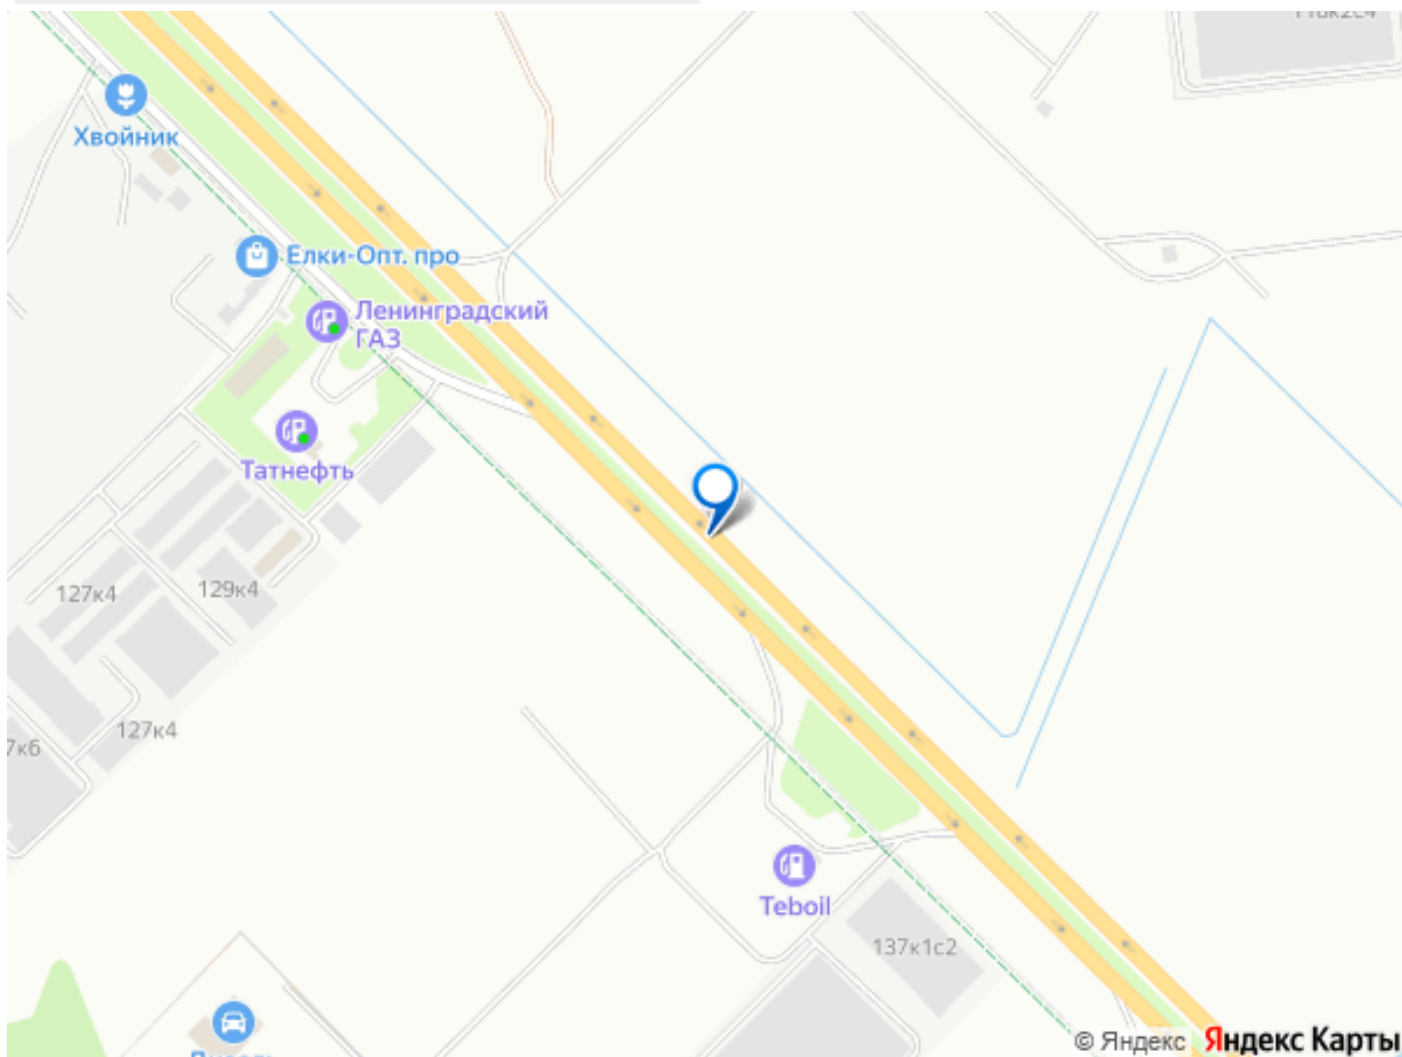 Хвойник
Елки-Опт. про
Ленинградский
ГАЗ
Татнефть
127к4
129к4
127к4
7к6
Teboil
137к1с2
© Яндекс
Яндекс Карты